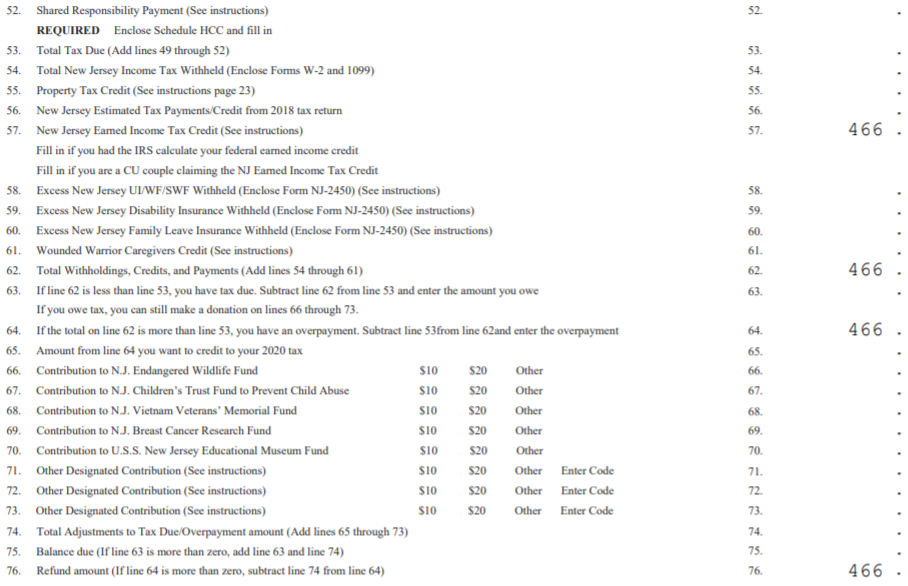 52. Shared Responsibility Payment (See instructions) 52. .
REQUIRED Enclose Schedule HCC and fill in
53. Total Tax Due (Add lines 49 through 52) 53. .
54. Total New Jersey Income Tax Withheld (Enclose Forms W-2 and 1099) 54. .
55. Property Tax Credit (See instructions page 23) 55. .
56. New Jersey Estimated Tax Payments/Credit from 2018 tax return 56. .
57. New Jersey Earned Income Tax Credit (See instructions) 57. 466 .
Fill in if you had the IRS calculate your federal earned income credit
Fill in if you are a CU couple claiming the NJ Earned Income Tax Credit
58. Excess New Jersey UI/WF/SWF Withheld (Enclose Form NJ-2450) (See instructions) 58. .
59. Excess New Jersey Disability Insurance Withheld (Enclose Form NJ-2450) (See instructions) 59. .
60. Excess New Jersey Family Leave Insurance Withheld (Enclose Form NJ-2450) (See instructions) 60. .
61. Wounded Warrior Caregivers Credit (See instructions) 61. .
62. Total Withholdings, Credits, and Payments (Add lines 54 through 61) 62. 466 .
63. If line 62 is less than line 53, you have tax due. Subtract line 62 from line 53 and enter the amount you owe 63. .
If you owe tax, you can still make a donation on lines 66 through 73.
64. If the total on line 62 is more than line 53, you have an overpayment. Subtract line 53from line 62and enter the overpayment 64. 466 .
65. Amount from line 64 you want to credit to your 2020 tax 65. .
66. Contribution to N.J. Endangered Wildlife Fund $10 $20 Other 66. .
67. Contribution to N.J. Children's Trust Fund to Prevent Child Abuse $10 $20 Other 67. .
68. Contribution to N.J. Vietnam Veterans' Memorial Fund $10 $20 Other 68. .
69. Contribution to N.J. Breast Cancer Research Fund $10 $20 Other 69. .
70. Contribution to U.S.S. New Jersey Educational Museum Fund $10 $20 Other 70. .
71. Other Designated Contribution (See instructions) $10 $20 Other Enter Code 71. .
72. Other Designated Contribution (See instructions) $10 $20 Other Enter Code 72. .
73. Other Designated Contribution (See instructions) $10 $20 Other Enter Code 73. .
74. Total Adjustments to Tax Due/Overpayment amount (Add lines 65 through 73) 74. .
75. Balance due (If line 63 is more than zero, add line 63 and line 74) 75. .
76. Refund amount (If line 64 is more than zero, subtract line 74 from line 64) 76. 466 .